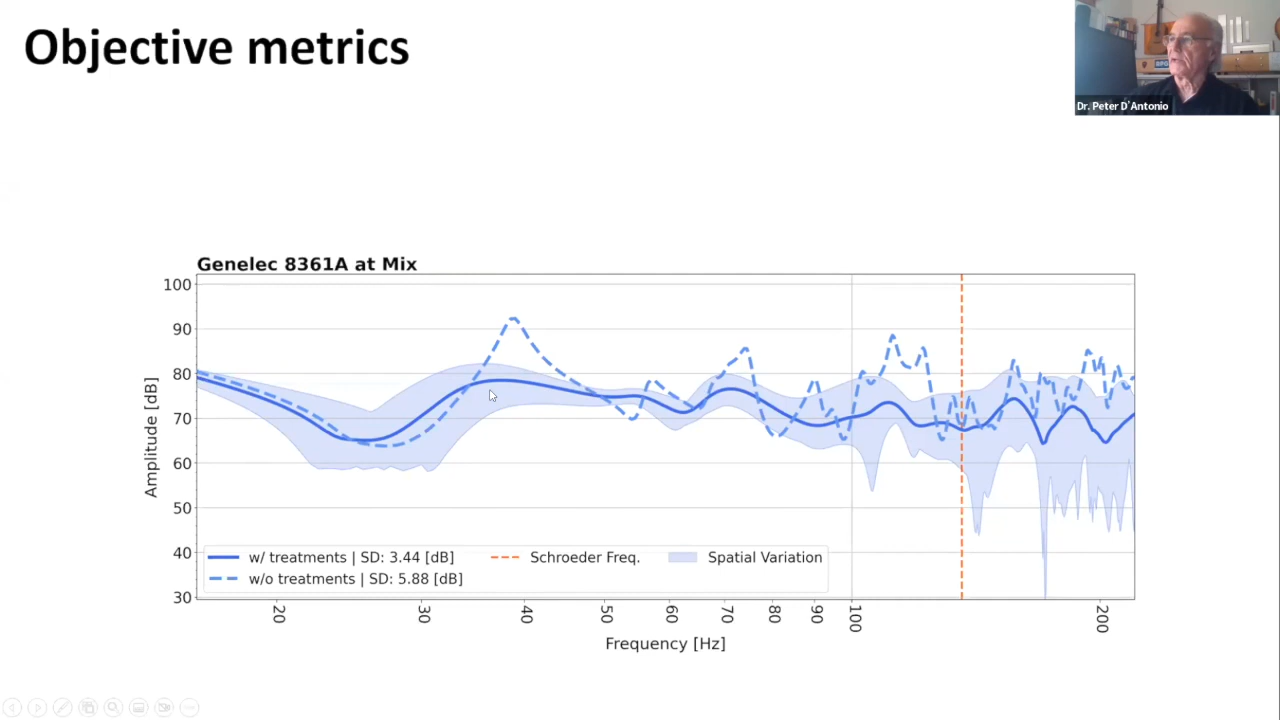 Objective metrics
Dr. Peter D'Antonio
Genelec 8361A at Mix
100
90
80
70
60
50
40
30
Amplitude [dB]
w/ treatments | SD: 3.44 [dB]
w/o treatments | SD: 5.88 [dB]
Schroeder Freq.
Spatial Variation
20
30
40
50
60
70
80
90
100
200
Frequency [Hz]